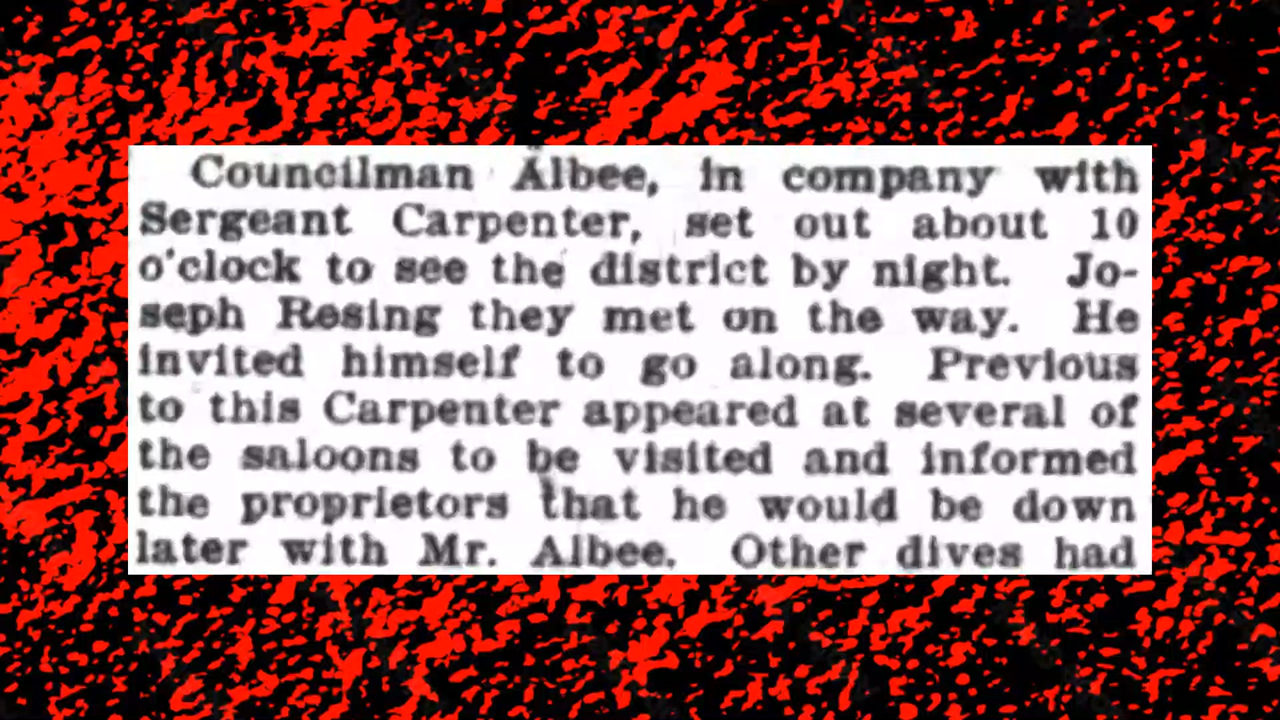 Councilman Albee, in company with
Sergeant Carpenter, set out about 10
o'clock to see the district by night. Jo-
seph Resing they met on the way. He
invited himself to go along. Previous
to this Carpenter appeared at several of
the saloons to be visited and informed
the proprietors that he would be down
later with Mr. Albee. Other dives had